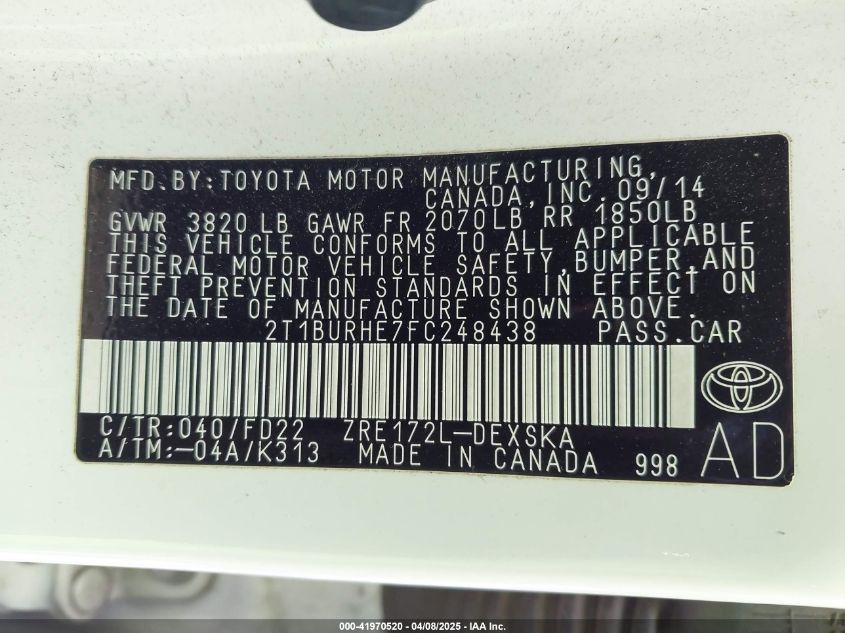 MFD.BY:TOYOTA MOTOR MANUFACTURING,
CANADA,INC. 09/14
GVWR 3820 LB GAWR FR 2070LB RR 1850LB
THIS VEHICLE CONFORMS TO ALL APPLICABLE
FEDERAL MOTOR VEHICLE SAFETY,BUMPER,AND
THEFT PREVENTION STANDARDS IN EFFECT ON
THE DATE OF MANUFACTURE SHOWN ABOVE.
2T1BURHE7FC248438 PASS.CAR
C/TR:040/FD22 ZRE172L-DEXSKA
A/TM:-04A/K313 MADE IN CANADA 998 AD
000-41970520 - 04/08/2025 - IAA Inc.